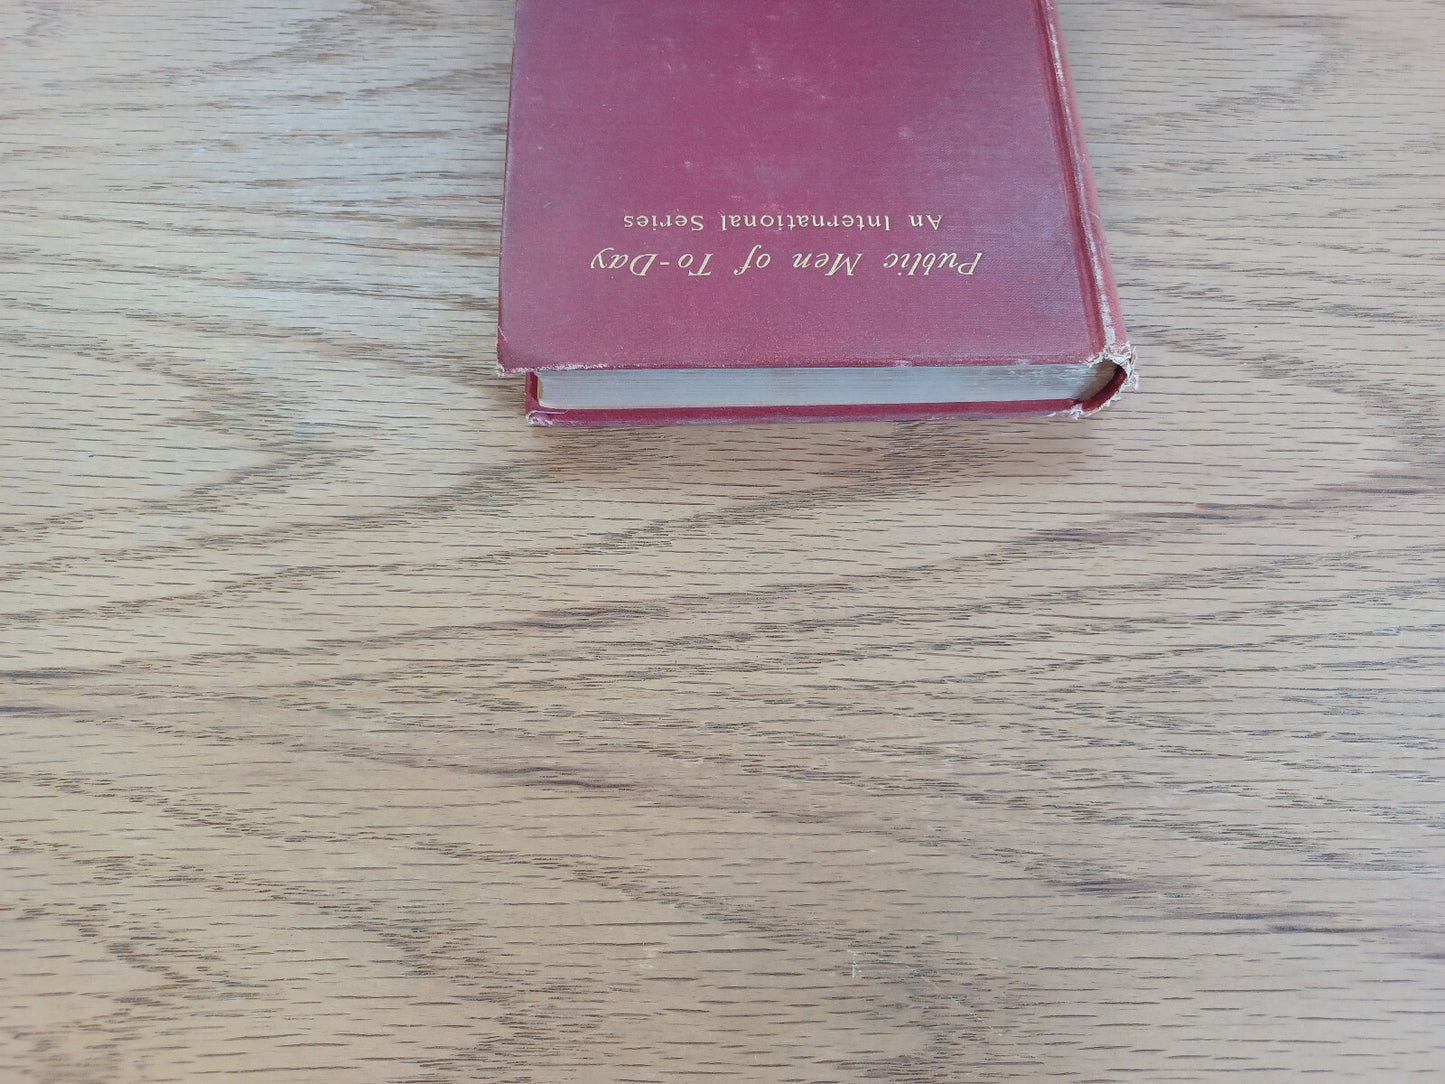 Public Men of To-Day
An International Series